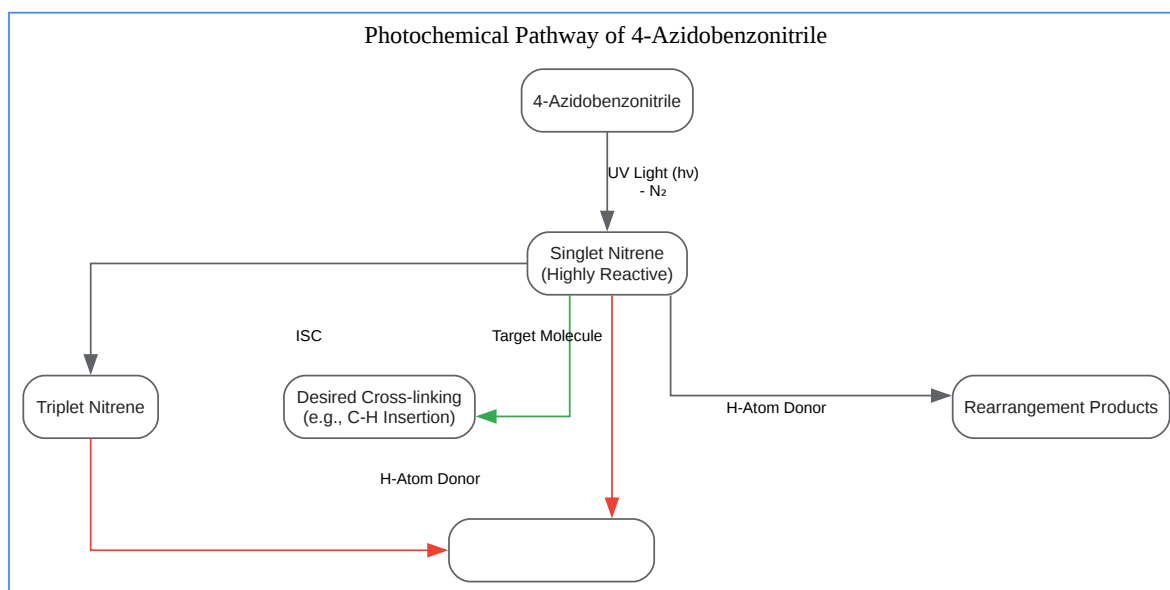 Photochemical Pathway of 4-Azidobenzonitrile
4-Azidobenzonitrile
UV Light (hν)
- N₂
Singlet Nitrene
(Highly Reactive)
ISC
Target Molecule
Triplet Nitrene
Desired Cross-linking
(e.g., C-H Insertion)
H-Atom Donor
Rearrangement Products
H-Atom Donor